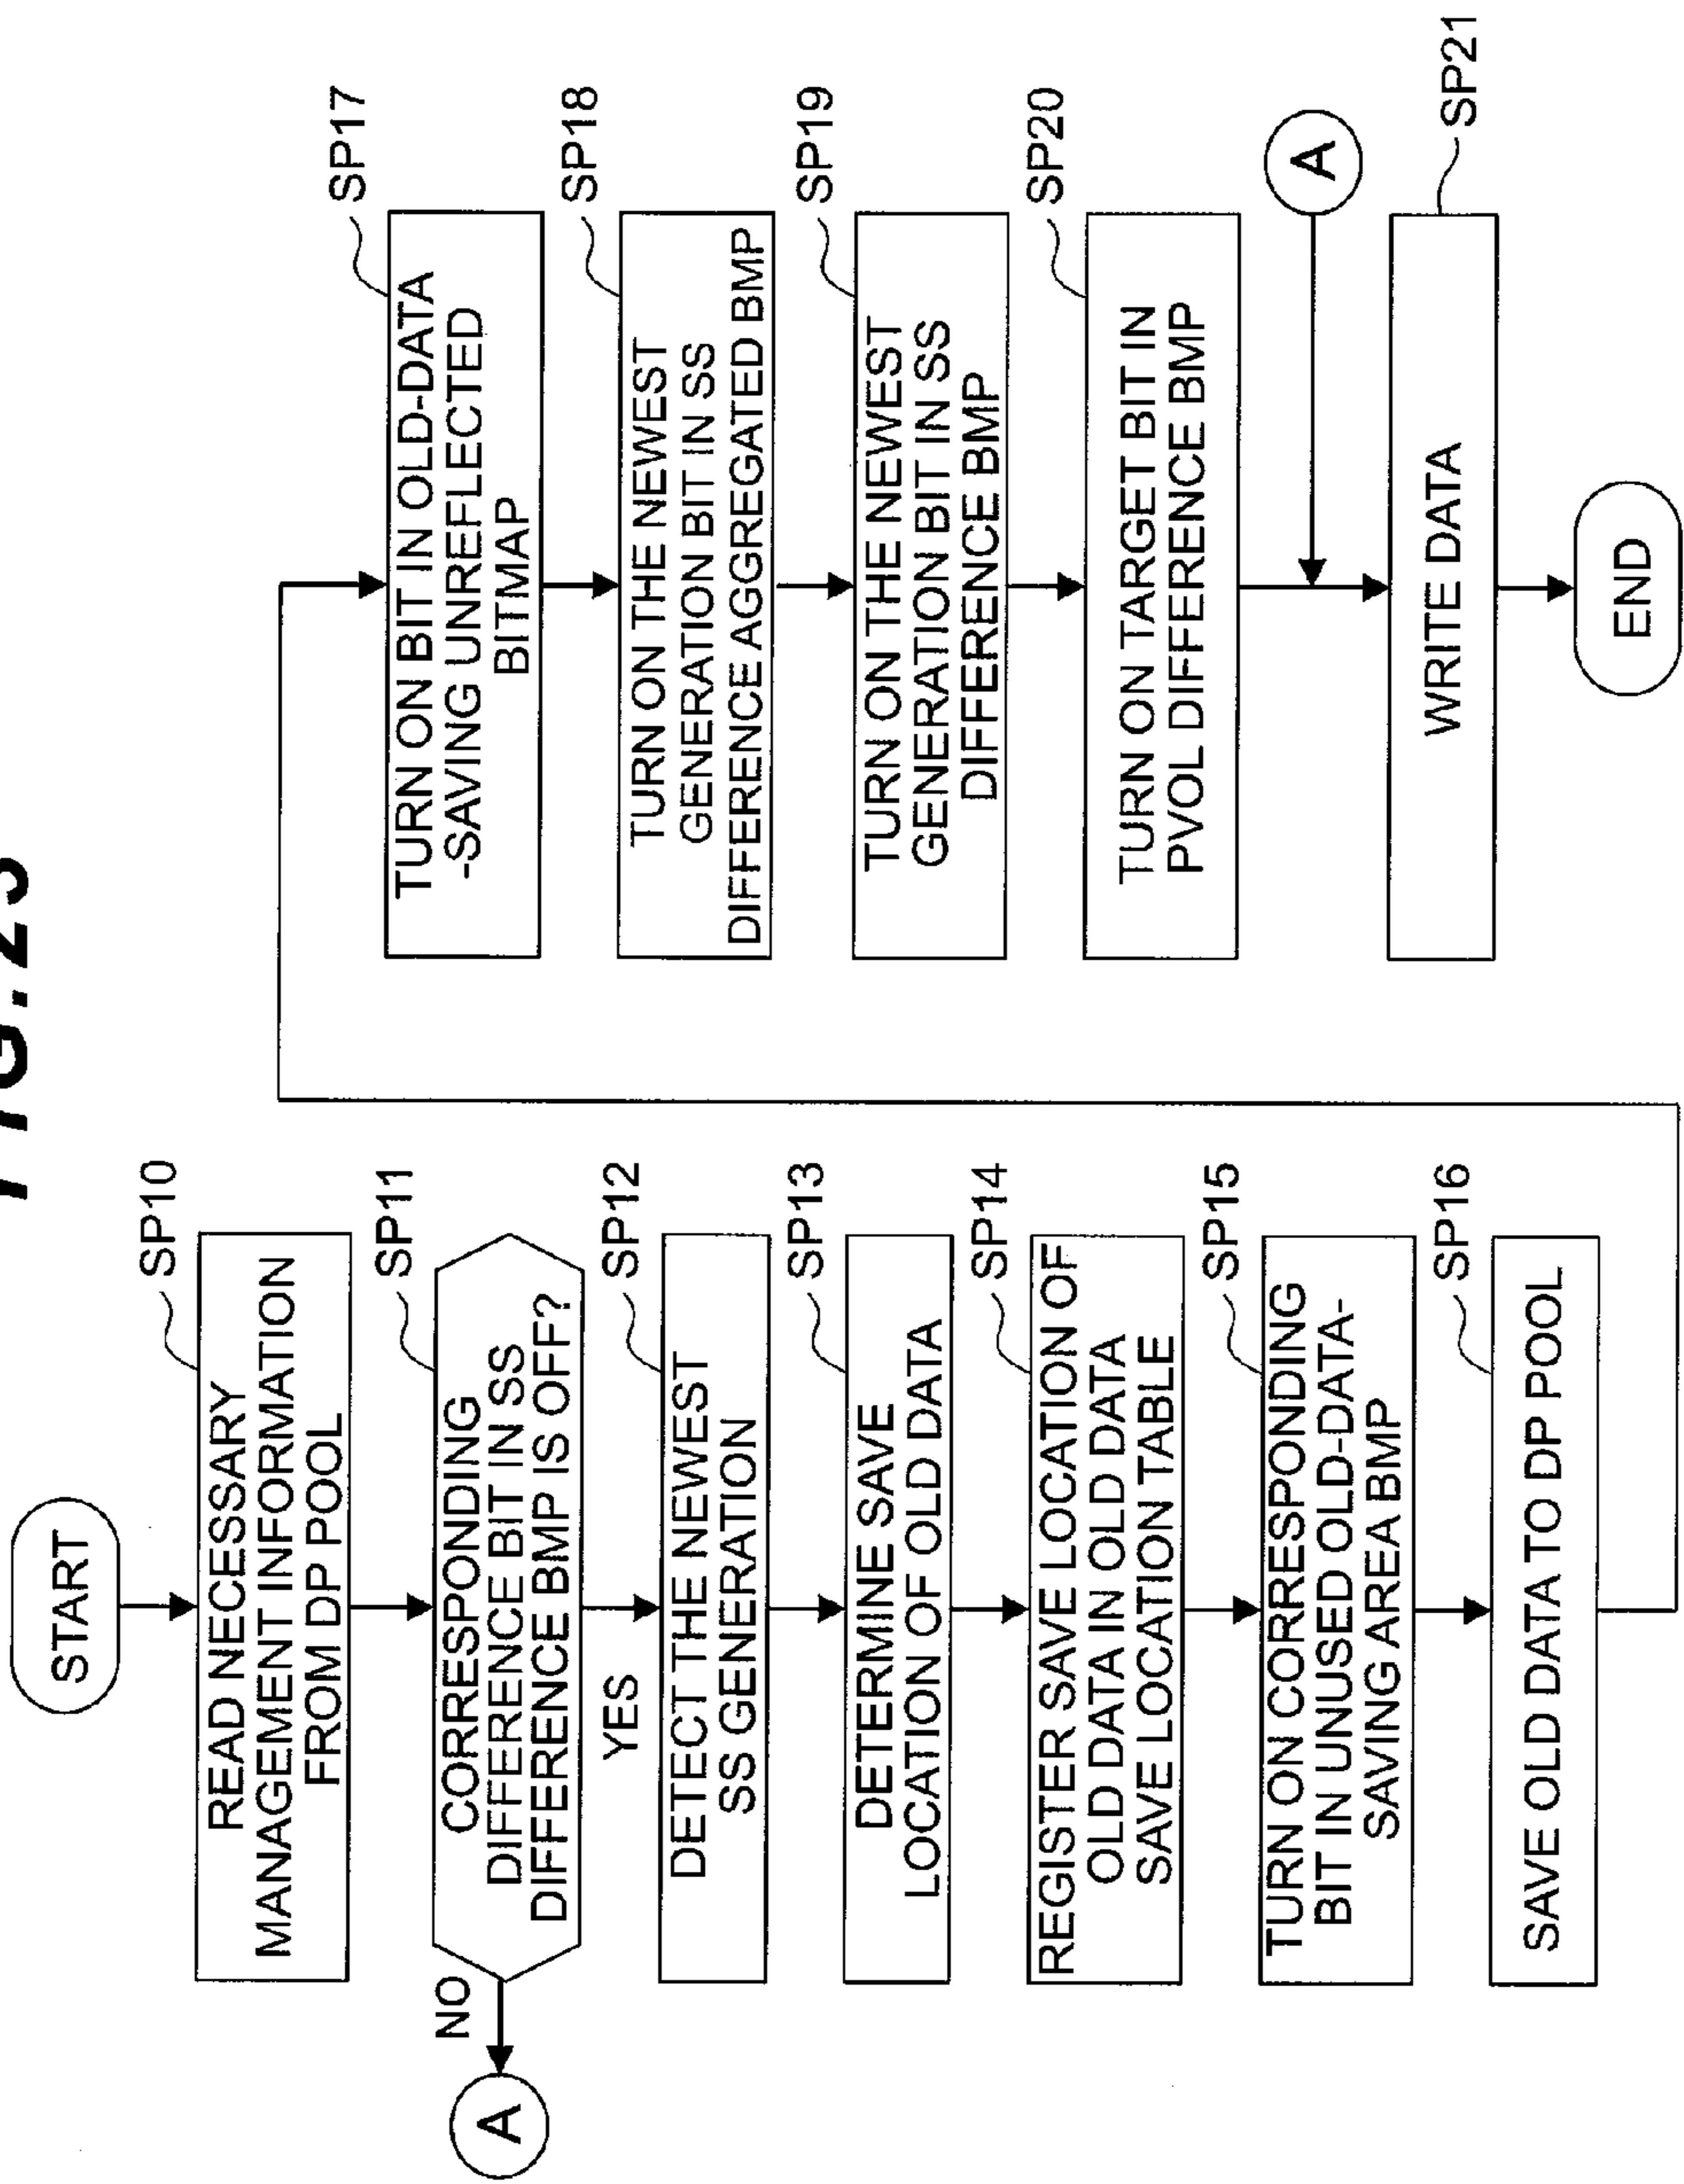 FIG. 23
START
SP10
READ NECESSARY
MANAGEMENT INFORMATION
FROM DP POOL
SP11
CORRESPONDING
DIFFERENCE BIT IN SS
DIFFERENCE BMP IS OFF?
NO
A
YES
SP12
DETECT THE NEWEST
SS GENERATION
SP13
DETERMINE SAVE
LOCATION OF OLD DATA
SP14
REGISTER SAVE LOCATION OF
OLD DATA IN OLD DATA
SAVE LOCATION TABLE
SP15
TURN ON CORRESPONDING
BIT IN UNUSED OLD-DATA-
SAVING AREA BMP
SP16
SAVE OLD DATA TO DP POOL
SP17
TURN ON BIT IN OLD-DATA
-SAVING UNREFLECTED
BITMAP
SP18
TURN ON THE NEWEST
GENERATION BIT IN SS
DIFFERENCE AGGREGATED BMP
SP19
TURN ON THE NEWEST
GENERATION BIT IN SS
DIFFERENCE BMP
SP20
TURN ON TARGET BIT IN
PVOL DIFFERENCE BMP
A
SP21
WRITE DATA
END